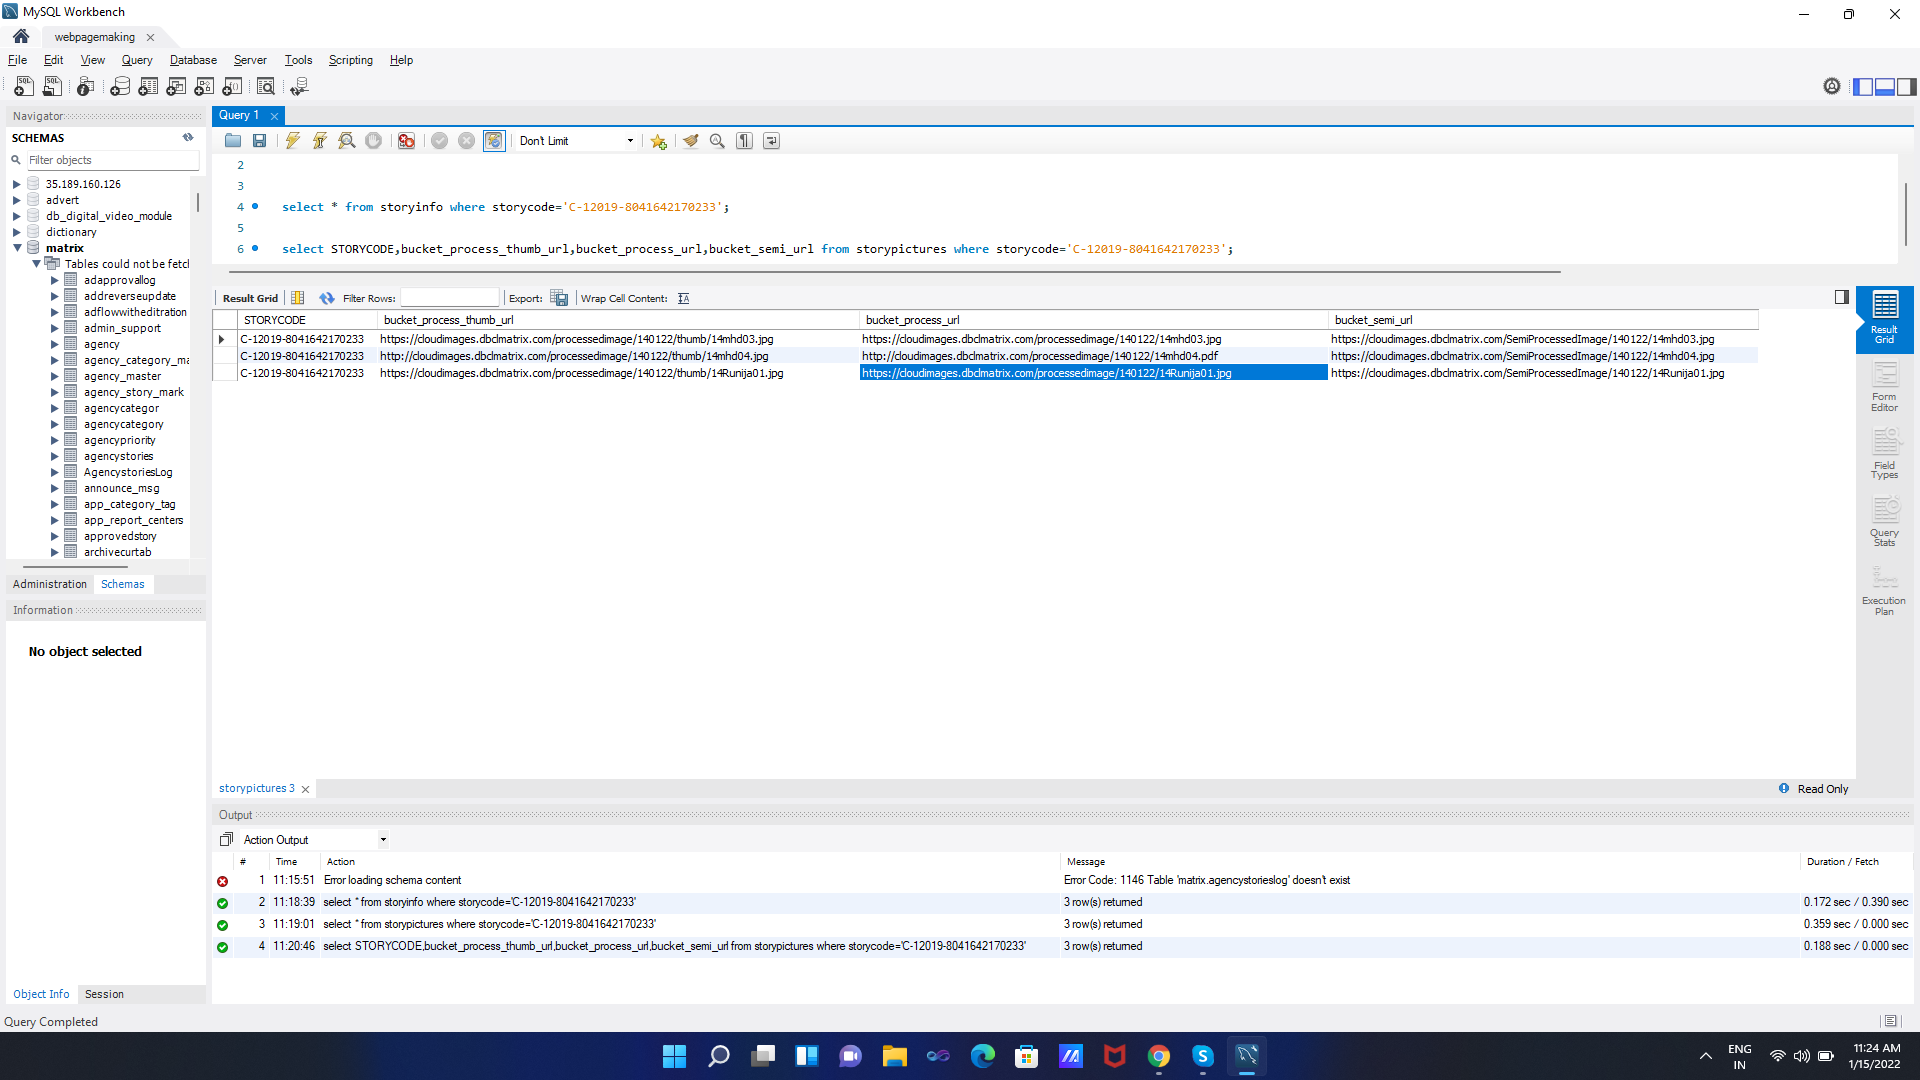 MySQL Workbench
webpagemaking
File Edit View Query Database Server Tools Scripting Help
Navigator
SCHEMAS
Filter objects
35.189.160.126
advert
db_digital_video_module
dictionary
matrix
Tables could not be fetcl
adapprovallog
addreverseupdate
adflowwitheditration
admin_support
agency
agency_category_ma
agency_master
agency_story_mark
agencycategor
agencycategory
agencypriority
agencystories
AgencystoriesLog
announce_msg
app_category_tag
app_report_centers
approvedstory
archivecurtab
Administration Schemas
Information
No object selected
Object Info Session
Query Completed
Query 1
Don't Limit
2
3
4 select * from storyinfo where storycode='C-12019-8041642170233';
5
6 select STORYCODE,bucket_process_thumb_url,bucket_process_url,bucket_semi_url from storypictures where storycode='C-12019-8041642170233';
Result Grid Filter Rows: Export: Wrap Cell Content:
STORYCODE bucket_process_thumb_url bucket_process_url bucket_semi_url
C-12019-8041642170233 https://cloudimages.dbclmatrix.com/processedimage/140122/thumb/14mhd03.jpg https://cloudimages.dbclmatrix.com/processedimage/140122/14mhd03.jpg https://cloudimages.dbclmatrix.com/SemiProcessedImage/140122/14mhd03.jpg
C-12019-8041642170233 http://cloudimages.dbclmatrix.com/processedimage/140122/thumb/14mhd04.jpg http://cloudimages.dbclmatrix.com/processedimage/140122/14mhd04.pdf https://cloudimages.dbclmatrix.com/SemiProcessedImage/140122/14mhd04.jpg
C-12019-8041642170233 https://cloudimages.dbclmatrix.com/processedimage/140122/thumb/14Runija01.jpg https://cloudimages.dbclmatrix.com/processedimage/140122/14Runija01.jpg https://cloudimages.dbclmatrix.com/SemiProcessedImage/140122/14Runija01.jpg
Result Grid
Form Editor
Field Types
Query Stats
Execution Plan
storypictures 3
Read Only
Output
Action Output
# Time Action Message Duration / Fetch
1 11:15:51 Error loading schema content Error Code: 1146 Table 'matrix.agencystorieslog' doesn't exist
2 11:18:39 select * from storyinfo where storycode='C-12019-8041642170233' 3 row(s) returned 0.172 sec / 0.390 sec
3 11:19:01 select * from storypictures where storycode='C-12019-8041642170233' 3 row(s) returned 0.359 sec / 0.000 sec
4 11:20:46 select STORYCODE,bucket_process_thumb_url,bucket_process_url,bucket_semi_url from storypictures where storycode='C-12019-8041642170233' 3 row(s) returned 0.188 sec / 0.000 sec
ENG
IN
11:24 AM
1/15/2022